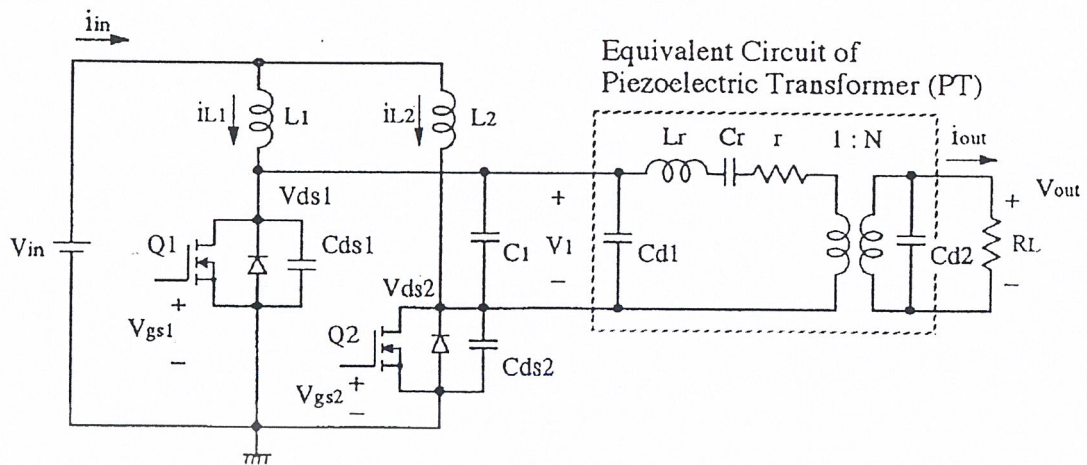 iin
Equivalent Circuit of
Piezoelectric Transformer (PT)
iL1
L1
iL2
L2
Lr
Cr
r
1 : N
iout
Vds1
+
Vout
Vin
Q1
Cds1
C1
V1
Cd1
Cd2
RL
Vds2
+
Vgs1
−
Q2
Cds2
+
Vgs2
−
+
−
−